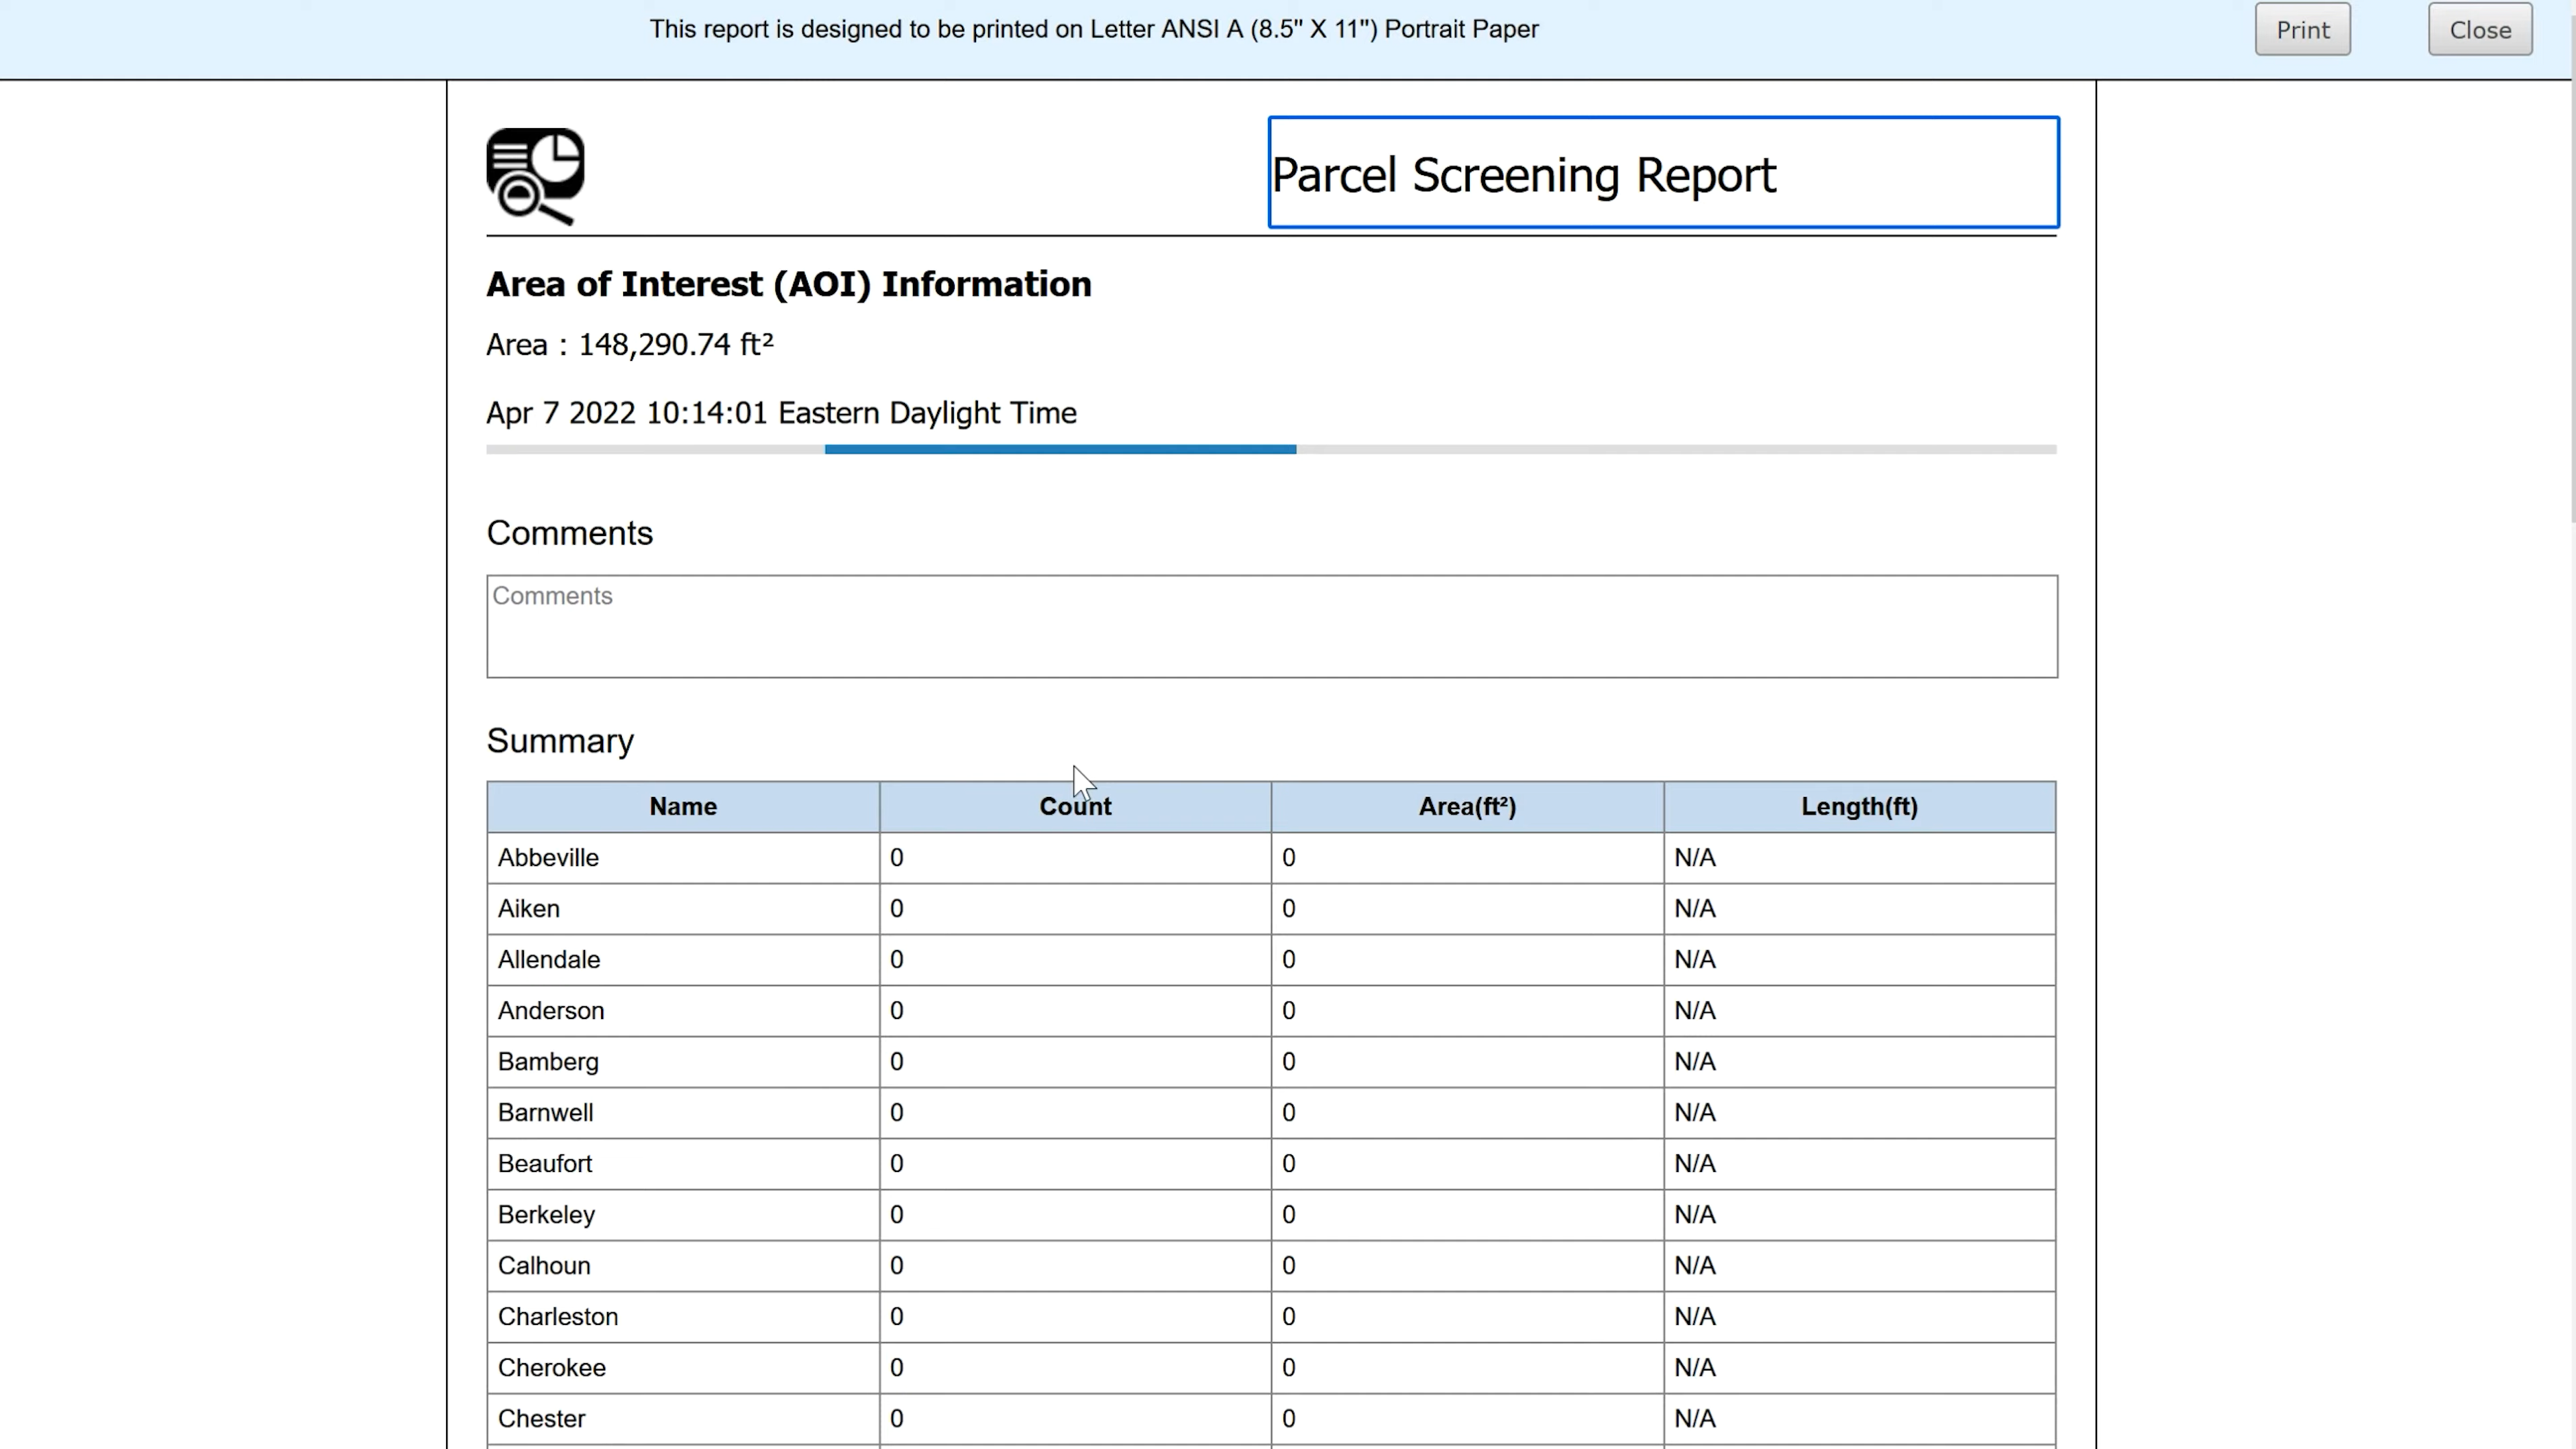 This report is designed to be printed on Letter ANSI A (8.5" X 11") Portrait Paper
Print
Close
Parcel Screening Report
Area of Interest (AOI) Information
Area : 148,290.74 ft²
Apr 7 2022 10:14:01 Eastern Daylight Time
Comments
Comments
Summary
Name Count Area(ft²) Length(ft)
Abbeville 0 0 N/A
Aiken 0 0 N/A
Allendale 0 0 N/A
Anderson 0 0 N/A
Bamberg 0 0 N/A
Barnwell 0 0 N/A
Beaufort 0 0 N/A
Berkeley 0 0 N/A
Calhoun 0 0 N/A
Charleston 0 0 N/A
Cherokee 0 0 N/A
Chester 0 0 N/A